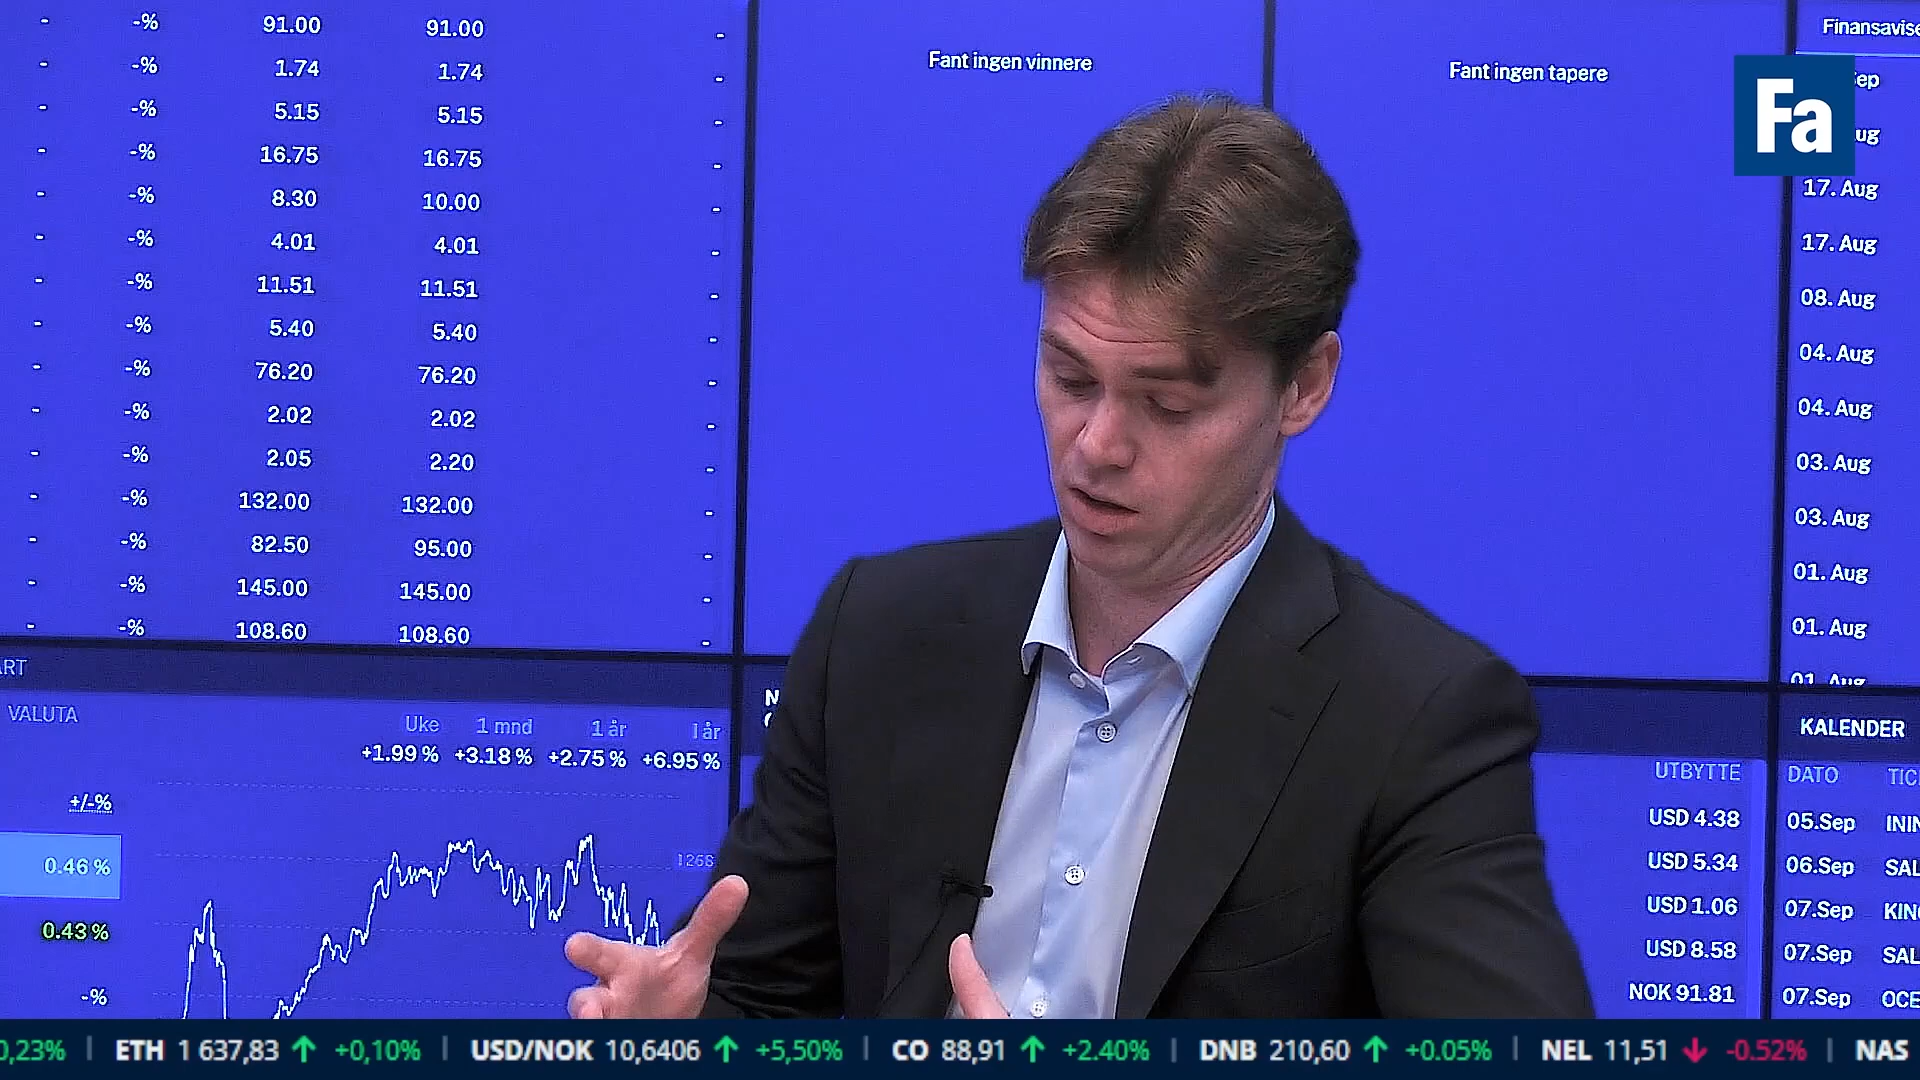 - -% 91.00 91.00 -
- -% 1.74 1.74 -
- -% 5.15 5.15 -
- -% 16.75 16.75 -
- -% 8.30 10.00 -
- -% 4.01 4.01 -
- -% 11.51 11.51 -
- -% 5.40 5.40 -
- -% 76.20 76.20 -
- -% 2.02 2.02 -
- -% 2.05 2.20 -
- -% 132.00 132.00 -
- -% 82.50 95.00 -
- -% 145.00 145.00 -
- -% 108.60 108.60 -
Fant ingen vinnere
Fant ingen tapere
Fa
17. Aug
17. Aug
08. Aug
04. Aug
04. Aug
03. Aug
03. Aug
01. Aug
01. Aug
01. Aug
VALUTA
Uke 1 mnd 1 år I år
+1.99 % +3.18 % +2.75 % +6.95 %
+/-%
0.46 %
0.43 %
-%
1268
UTBYTTE
USD 4.38
USD 5.34
USD 1.06
USD 8.58
NOK 91.81
KALENDER
DATO
05.Sep
06.Sep
07.Sep
07.Sep
07.Sep
0,23% | ETH 1 637,83 ↑ +0,10% | USD/NOK 10,6406 ↑ +5,50% | CO 88,91 ↑ +2.40% | DNB 210,60 ↑ +0.05% | NEL 11,51 ↓ -0.52% | NAS